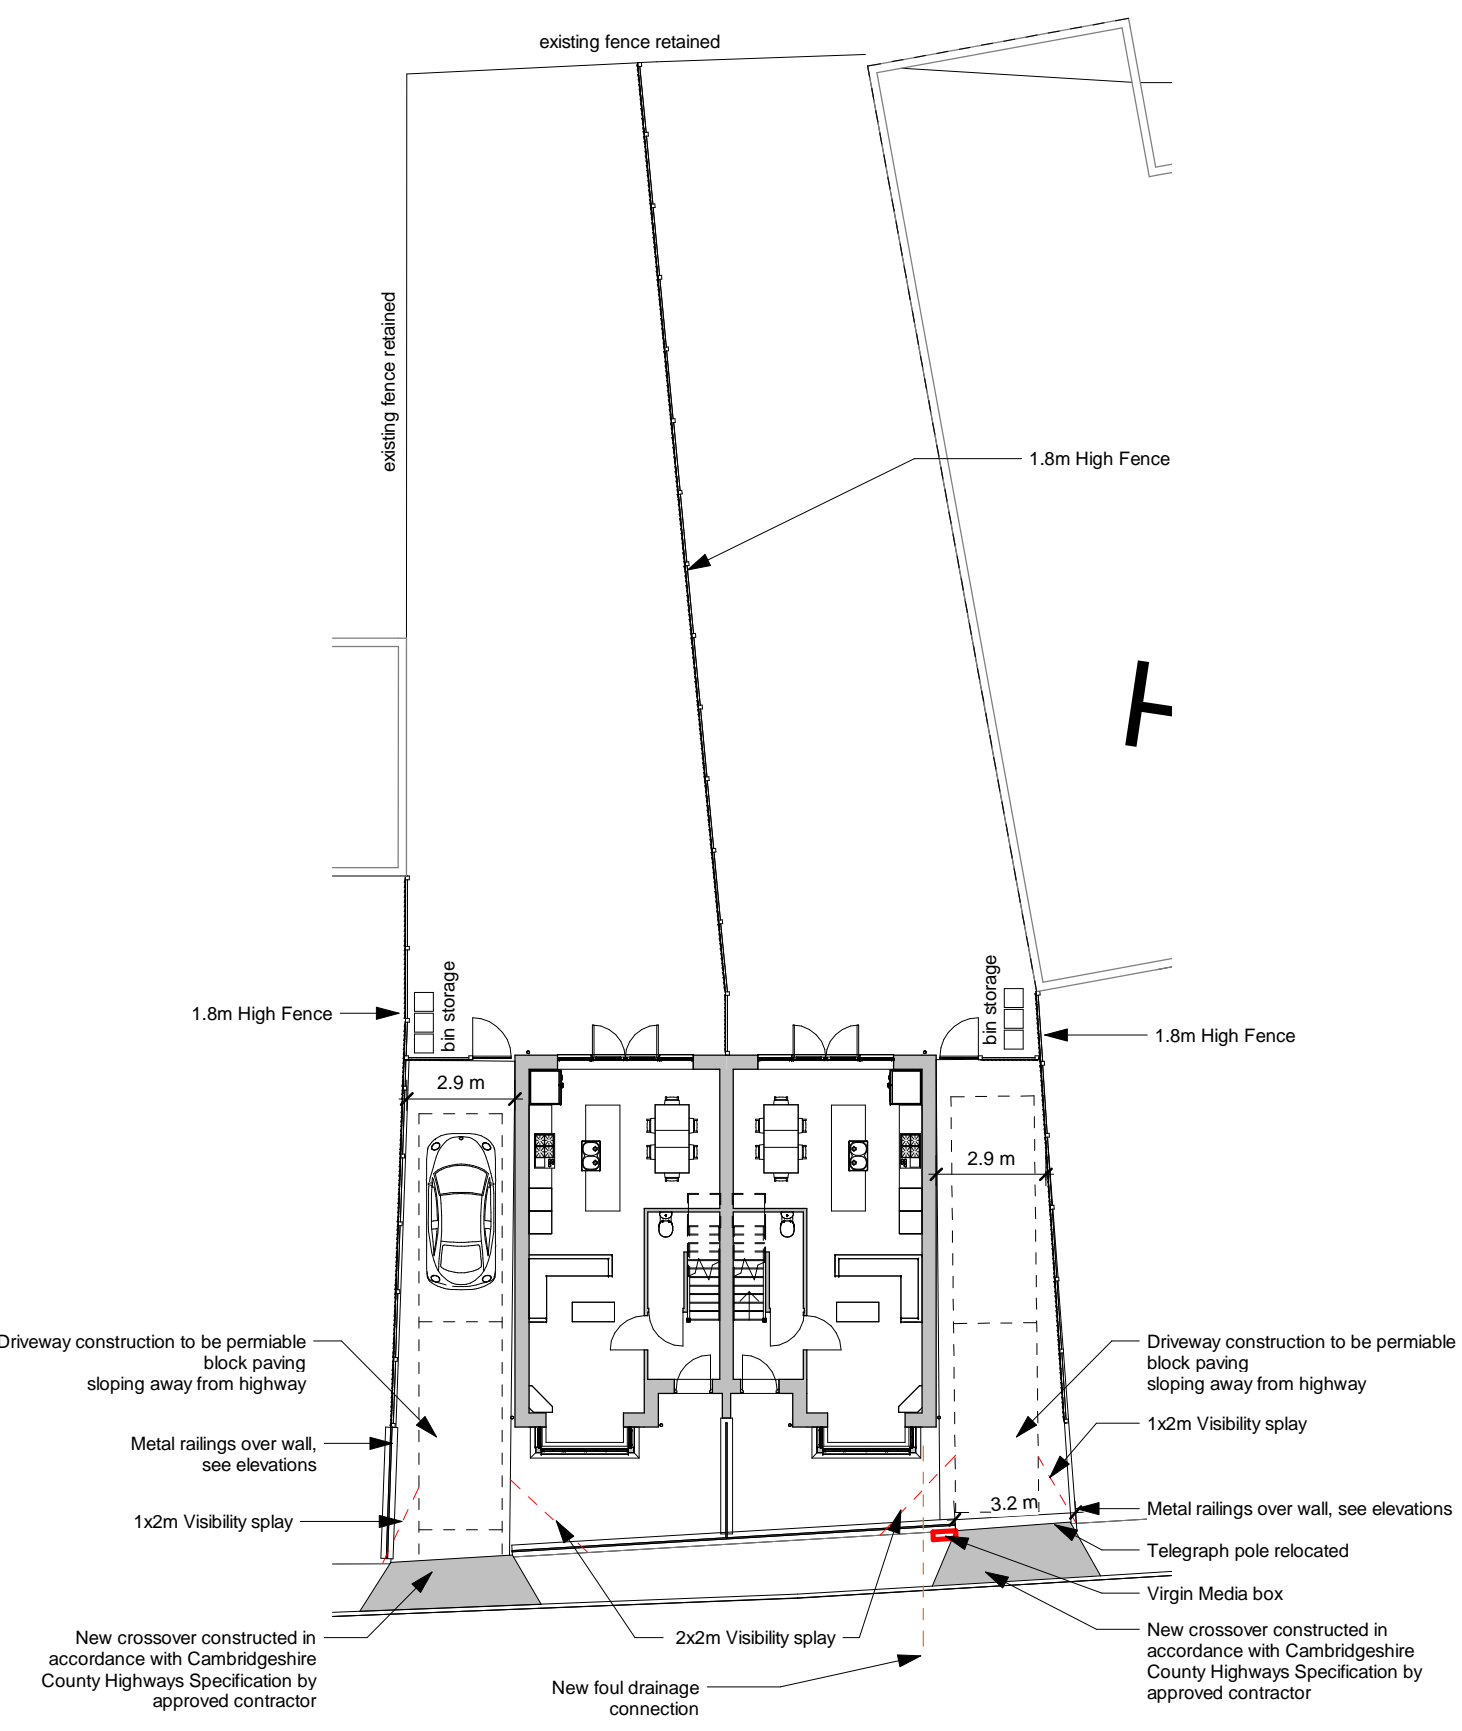 existing fence retained
existing fence retained
1.8m High Fence
bin storage
bin storage
1.8m High Fence
1.8m High Fence
2.9 m
2.9 m
Driveway construction to be permiable
block paving
sloping away from highway
Driveway construction to be permiable
block paving
sloping away from highway
1x2m Visibility splay
Metal railings over wall,
see elevations
3.2 m
Metal railings over wall, see elevations
1x2m Visibility splay
Telegraph pole relocated
Virgin Media box
New crossover constructed in
accordance with Cambridgeshire
County Highways Specification by
approved contractor
2x2m Visibility splay
New crossover constructed in
accordance with Cambridgeshire
County Highways Specification by
approved contractor
New foul drainage
connection